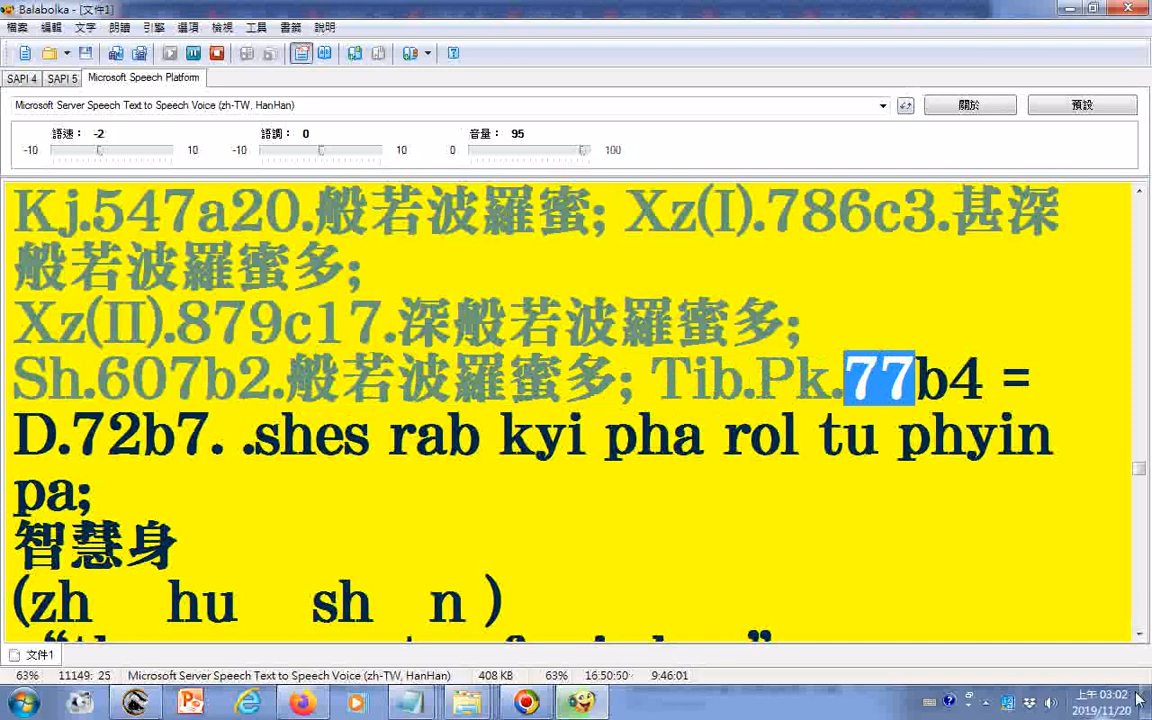 Balabolka - [文件1]
檔案 編輯 文字 朗讀 引擎 選項 檢視 工具 書籤 說明
SAPI 4 SAPI 5 Microsoft Speech Platform
Microsoft Server Speech Text to Speech Voice (zh-TW, HanHan) 關於 預設
語速： -2 語調： 0 音量： 95
-10 10 -10 10 0 100
Kj.547a20.般若波羅蜜; Xz(I).786c3.甚深
般若波羅蜜多;
Xz(II).879c17.深般若波羅蜜多;
Sh.607b2.般若波羅蜜多; Tib.Pk.77b4 =
D.72b7. .shes rab kyi pha rol tu phyin
pa;
智慧身
(zh hu sh n )
文件1
63% 11149: 25 Microsoft Server Speech Text to Speech Voice (zh-TW, HanHan) 408 KB 63% 16:50:50 9:46:01
上午 03:02
2019/11/20